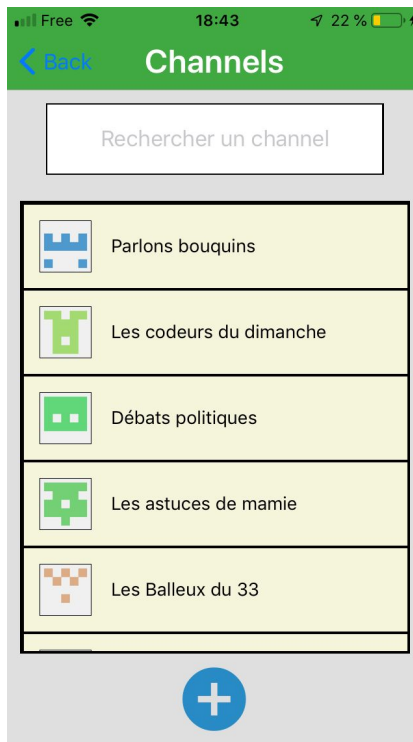 Free 18:43 22 %
Back Channels
Rechercher un channel
Parlons bouquins
Les codeurs du dimanche
Débats politiques
Les astuces de mamie
Les Balleux du 33